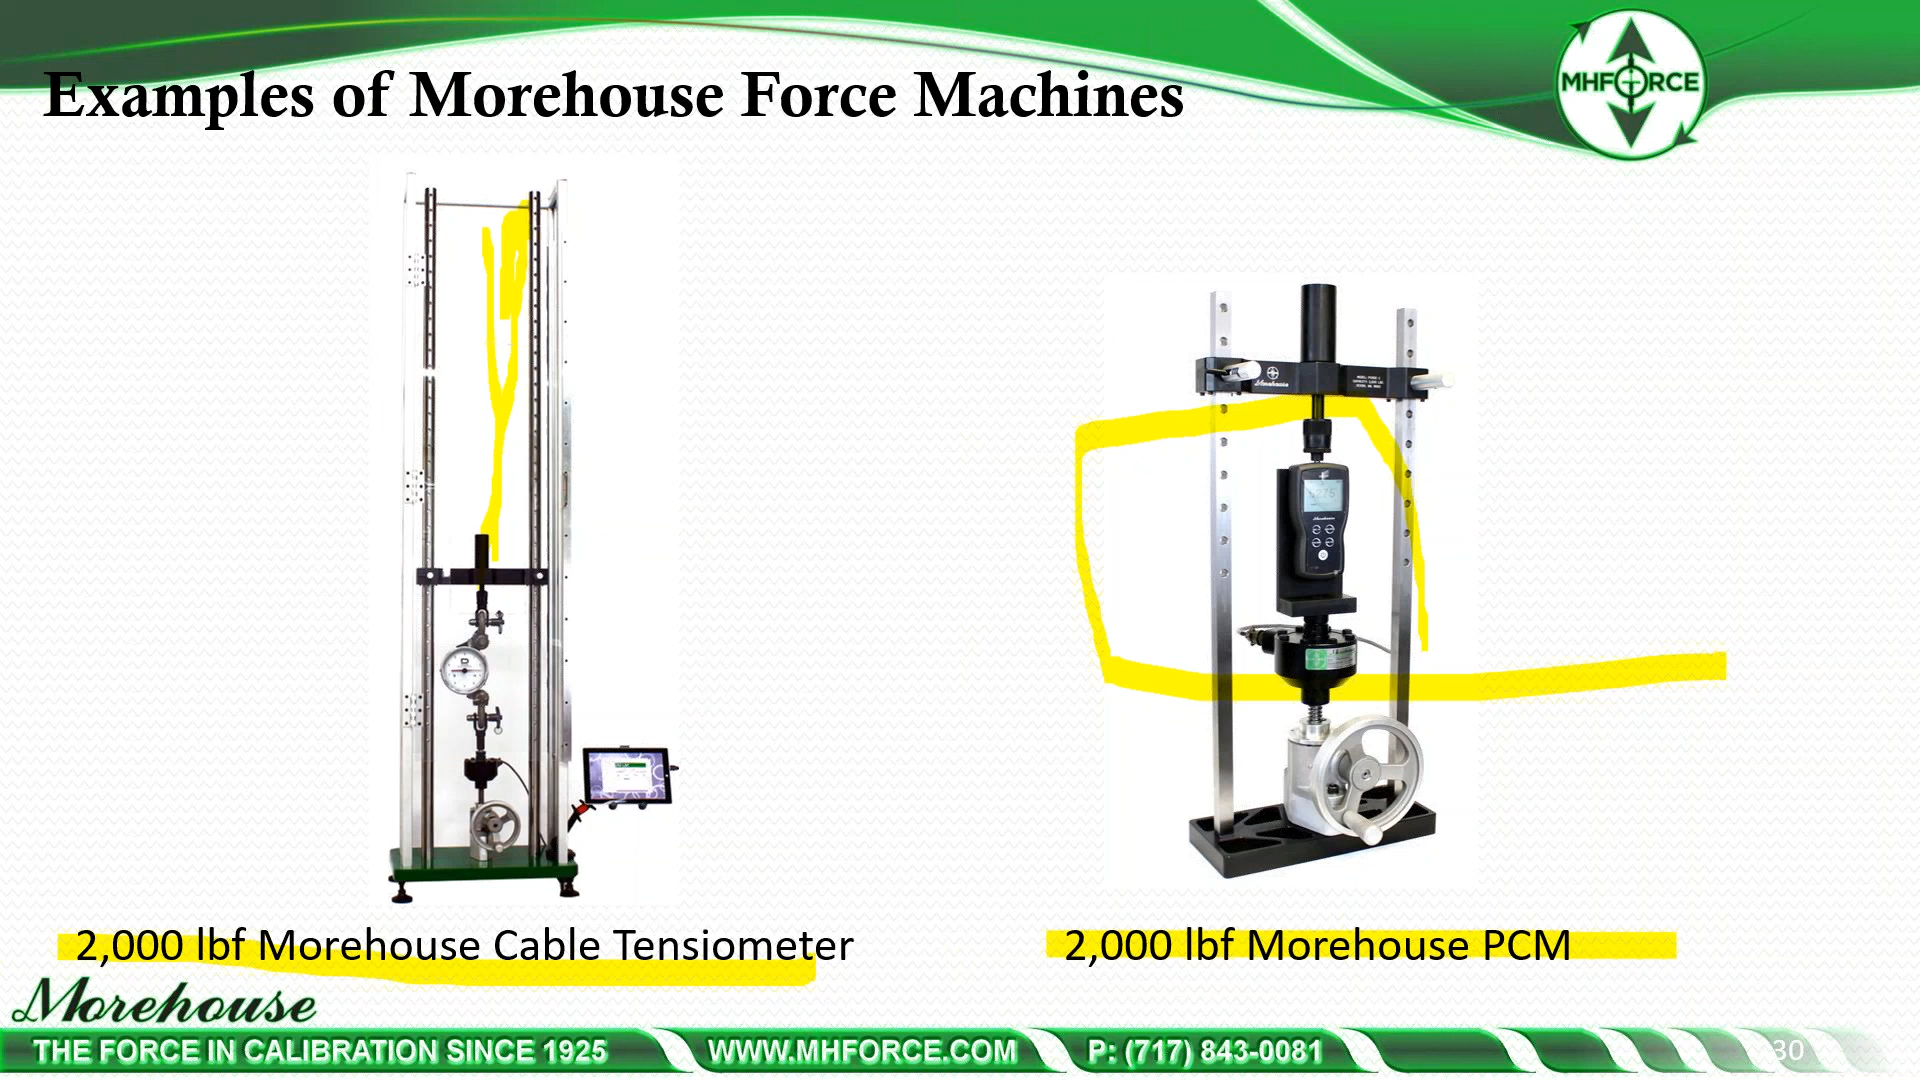 Examples of Morehouse Force Machines
MHFORCE
Morehouse
2,000 lbf Morehouse Cable Tensiometer
2,000 lbf Morehouse PCM
Morehouse
THE FORCE IN CALIBRATION SINCE 1925
WWW.MHFORCE.COM
P: (717) 843-0081
30